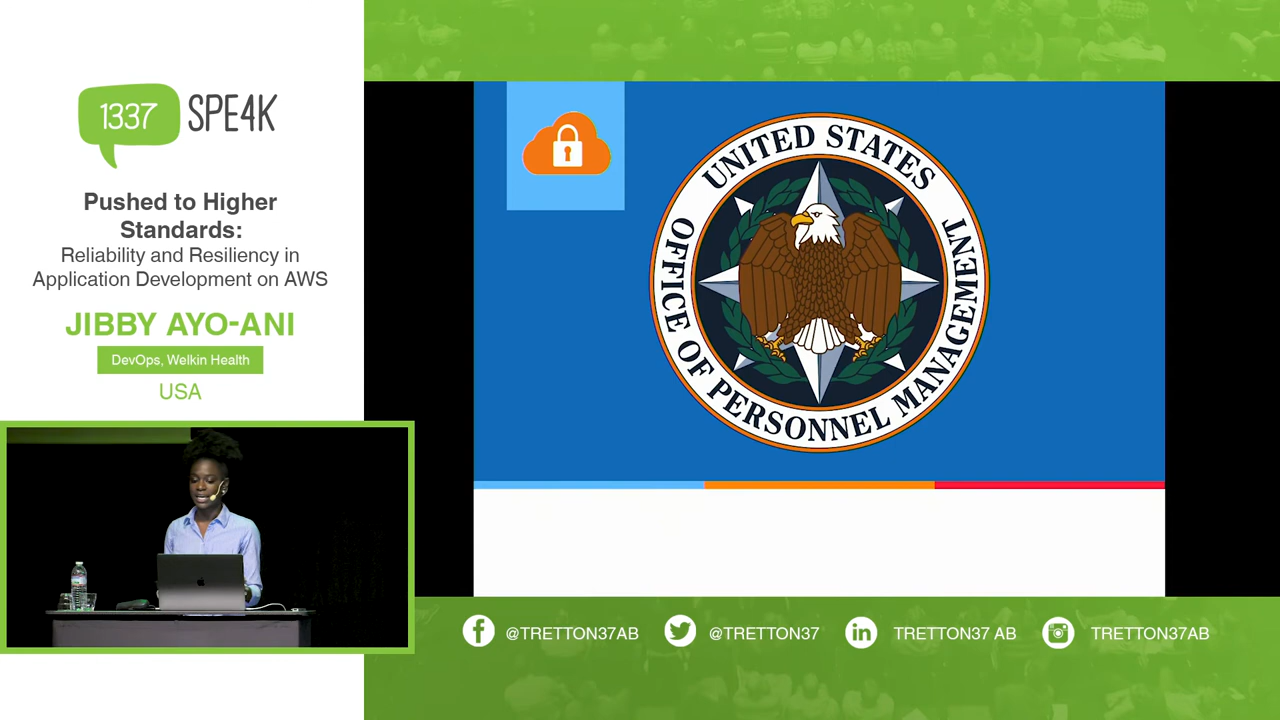 1337
SPE4K
Pushed to Higher
Standards:
Reliability and Resiliency in
Application Development on AWS
JIBBY AYO-ANI
DevOps, Welkin Health
USA
UNITED STATES
OFFICE OF PERSONNEL MANAGEMENT
@TRETTON37AB
@TRETTON37
TRETTON37 AB
TRETTON37AB